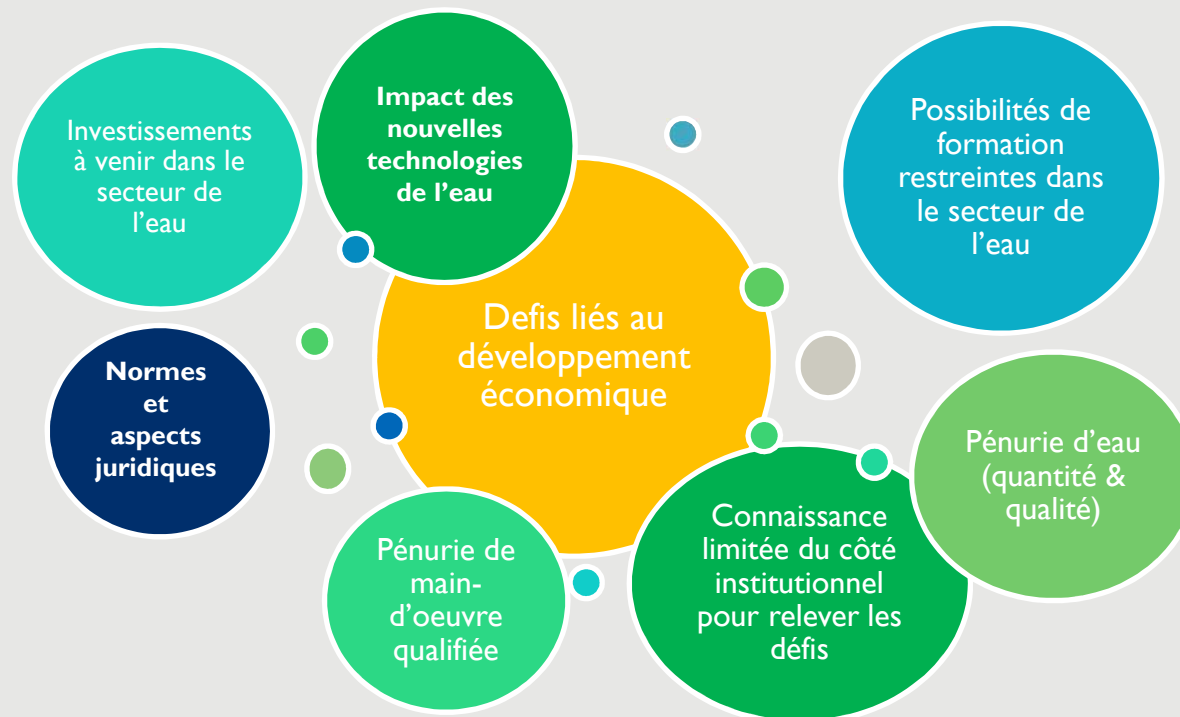 Investissements
à venir dans le
secteur de
l’eau
Impact des
nouvelles
technologies
de l’eau
Possibilités de
formation
restreintes dans
le secteur de
l’eau
Defis liés au
développement
économique
Normes
et
aspects
juridiques
Pénurie d’eau
(quantité &
qualité)
Pénurie de
main-
d’oeuvre
qualifiée
Connaissance
limitée du côté
institutionnel
pour relever les
défis